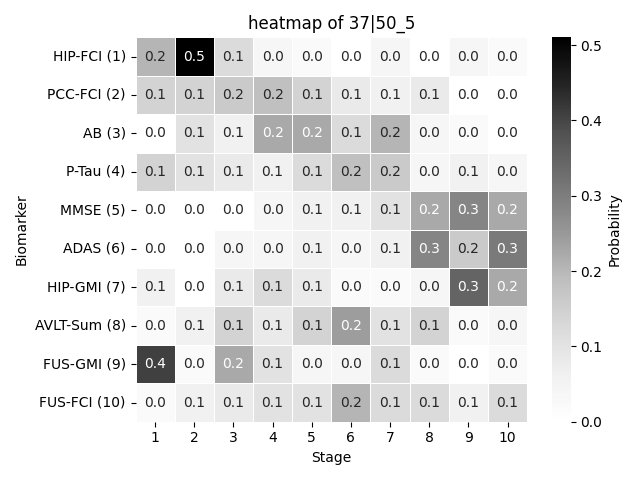 heatmap of 37|50_5
HIP-FCI (1) 0.2 0.5 0.1 0.0 0.0 0.0 0.0 0.0 0.0 0.0
PCC-FCI (2) 0.1 0.1 0.2 0.2 0.1 0.1 0.1 0.1 0.0 0.0
AB (3) 0.0 0.1 0.1 0.2 0.2 0.1 0.2 0.0 0.0 0.0
P-Tau (4) 0.1 0.1 0.1 0.1 0.1 0.2 0.2 0.0 0.1 0.0
MMSE (5) 0.0 0.0 0.0 0.0 0.1 0.1 0.1 0.2 0.3 0.2
ADAS (6) 0.0 0.0 0.0 0.0 0.1 0.0 0.1 0.3 0.2 0.3
HIP-GMI (7) 0.1 0.0 0.1 0.1 0.1 0.0 0.0 0.0 0.3 0.2
AVLT-Sum (8) 0.0 0.1 0.1 0.1 0.1 0.2 0.1 0.1 0.0 0.0
FUS-GMI (9) 0.4 0.0 0.2 0.1 0.0 0.0 0.1 0.0 0.0 0.0
FUS-FCI (10) 0.0 0.1 0.1 0.1 0.1 0.2 0.1 0.1 0.1 0.1
1 2 3 4 5 6 7 8 9 10
Stage
Biomarker
0.5
0.4
0.3
0.2
0.1
0.0
Probability